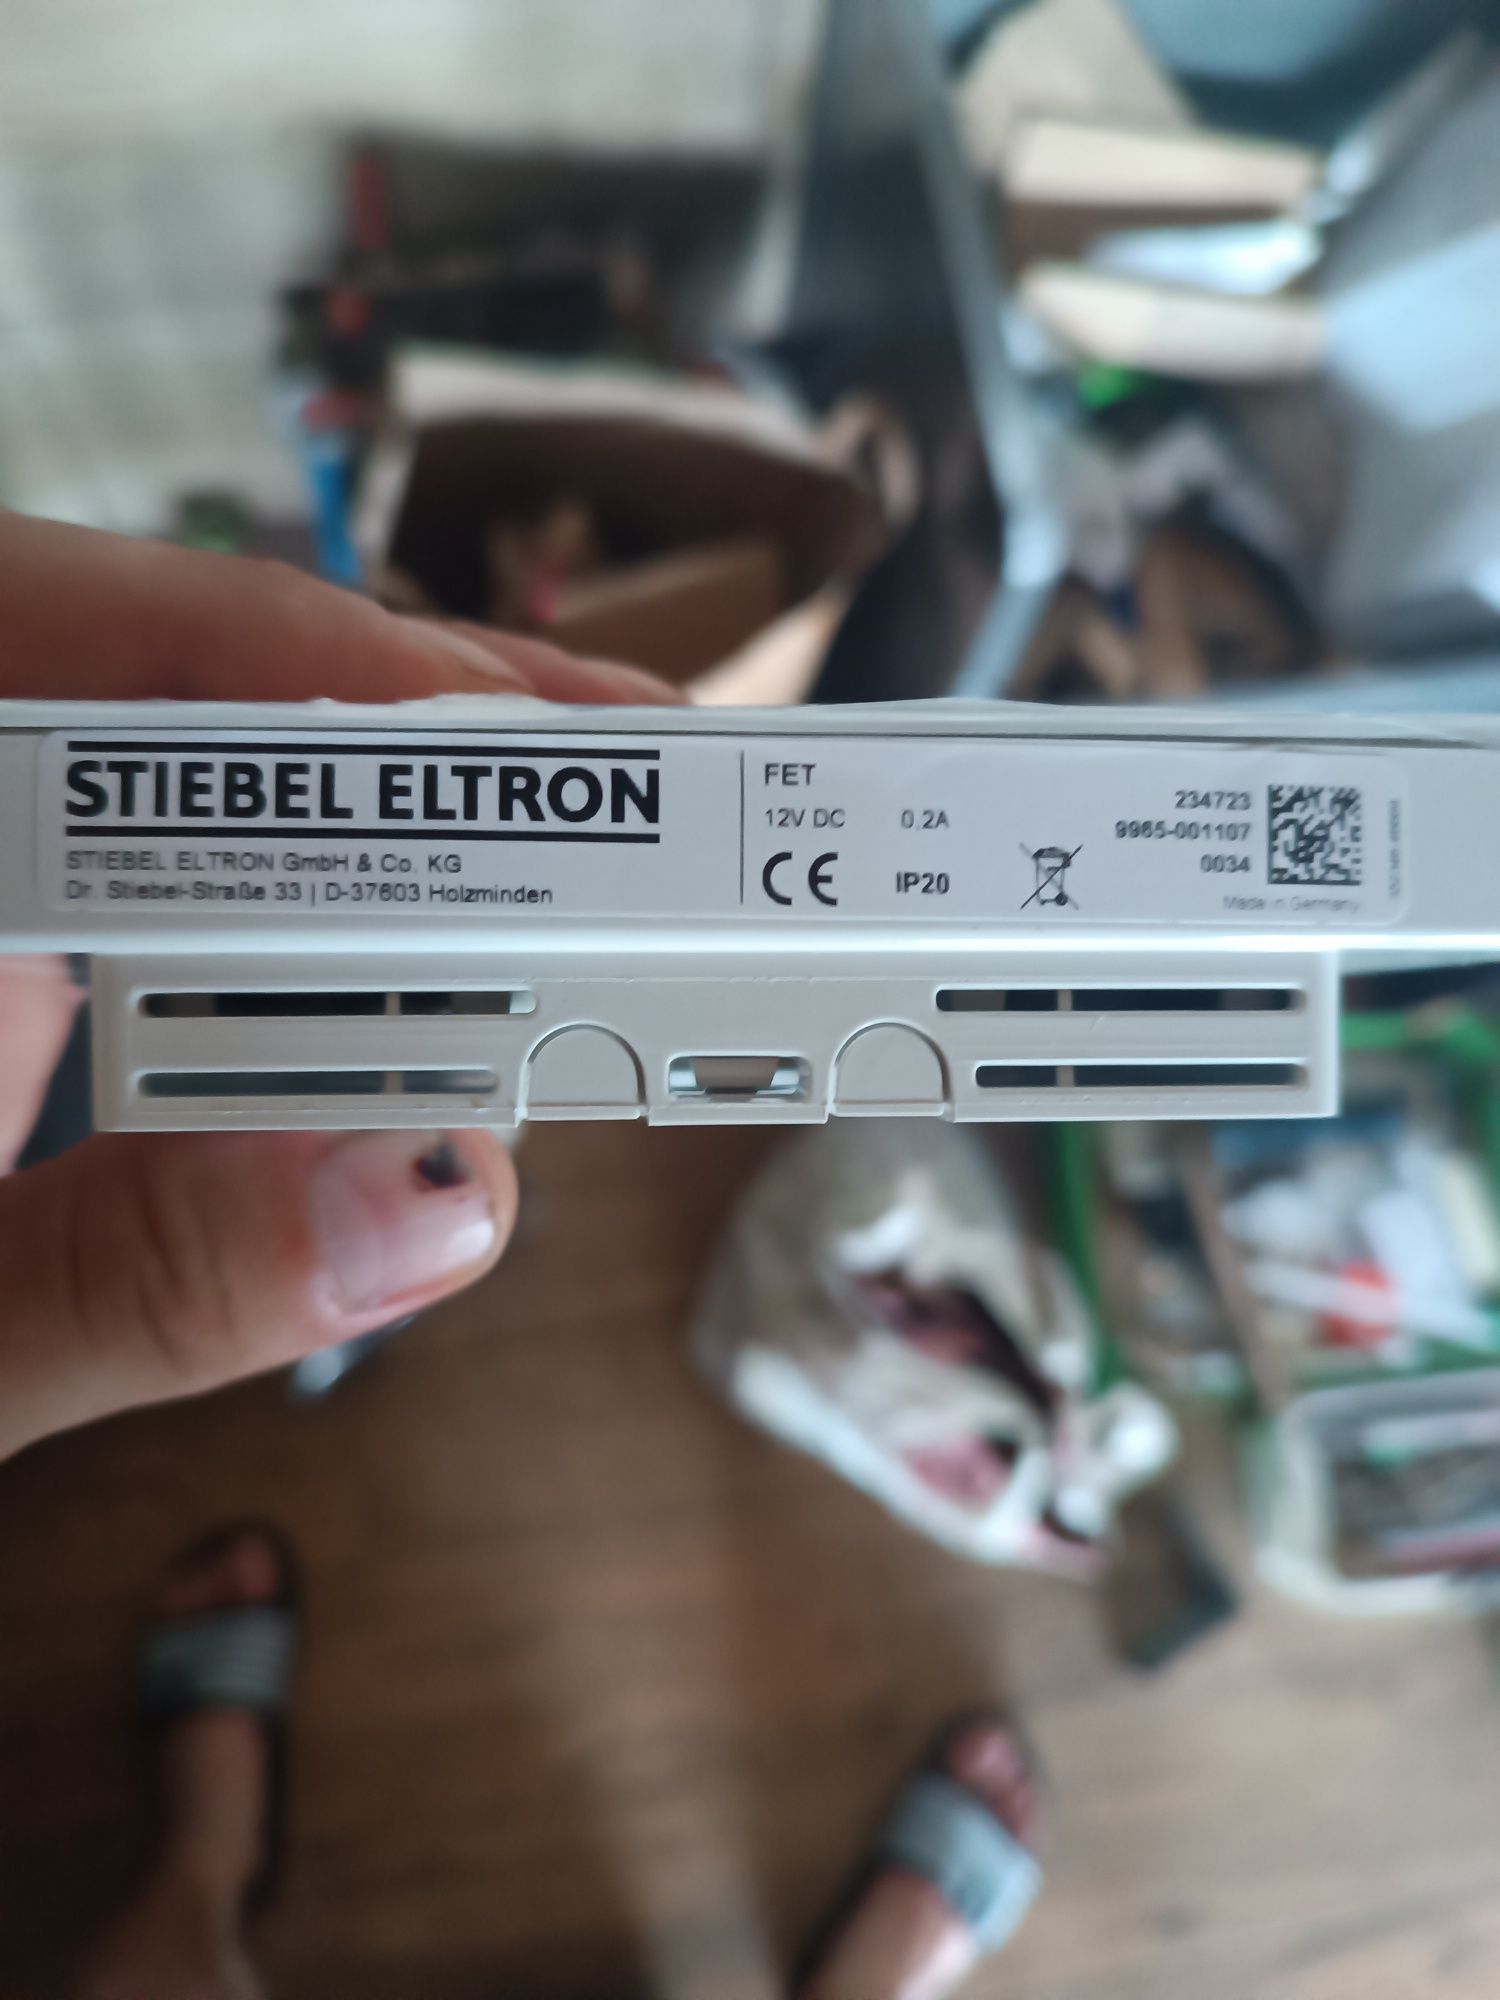 STIEBEL ELTRON
STIEBEL ELTRON GmbH & Co. KG
Dr. Stiebel-Straße 33 | D-37603 Holzminden
FET
12V DC 0,2A
CE IP20
234723
9965-001107
0034
Made in Germany